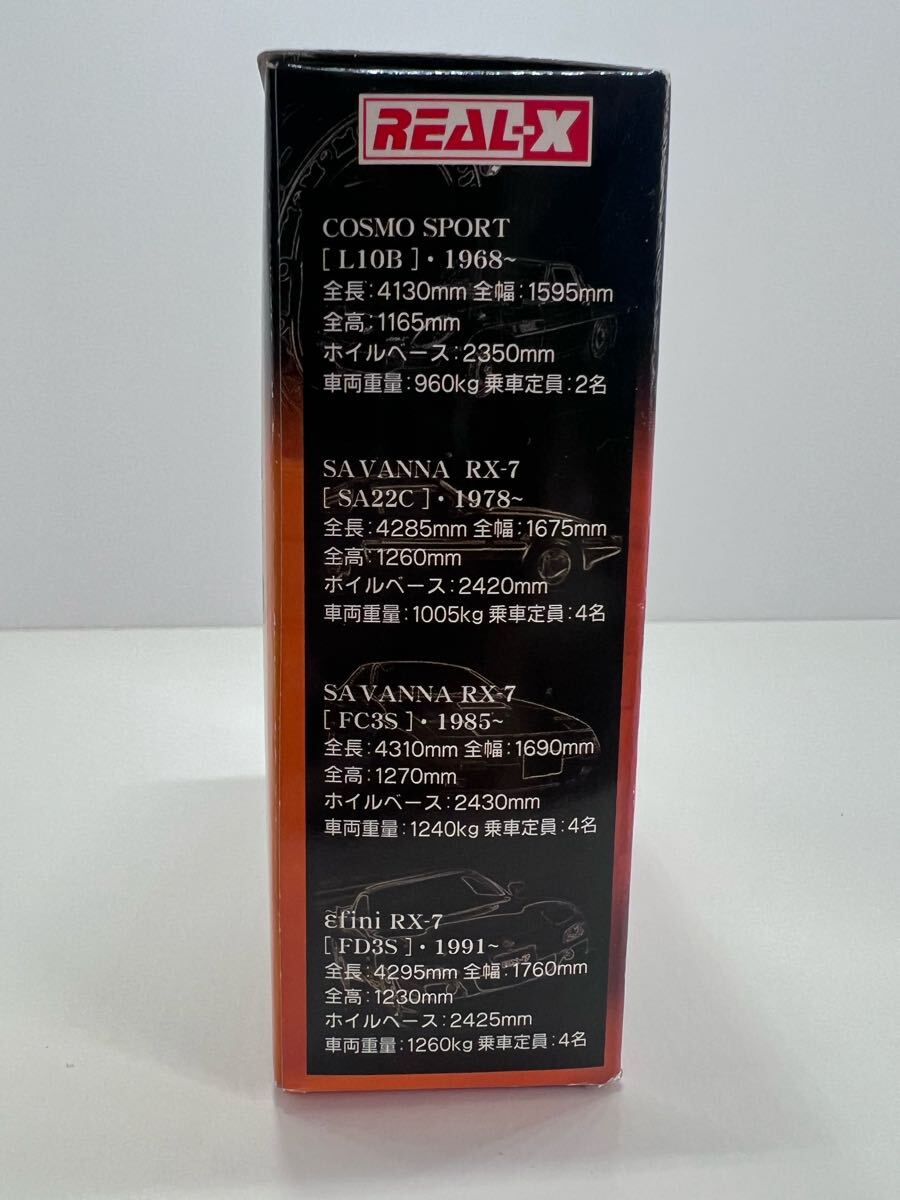 REAL-X
COSMO SPORT
[ L10B ]・1968~
全長:4130mm 全幅:1595mm
全高:1165mm
ホイルベース:2350mm
車両重量:960kg 乗車定員:2名
SAVANNA RX-7
[ SA22C ]・1978~
全長:4285mm 全幅:1675mm
全高:1260mm
ホイルベース:2420mm
車両重量:1005kg 乗車定員:4名
SAVANNA RX-7
[ FC3S ]・1985~
全長:4310mm 全幅:1690mm
全高:1270mm
ホイルベース:2430mm
車両重量:1240kg 乗車定員:4名
ε̃fini RX-7
[ FD3S ]・1991~
全長:4295mm 全幅:1760mm
全高:1230mm
ホイルベース:2425mm
車両重量:1260kg 乗車定員:4名